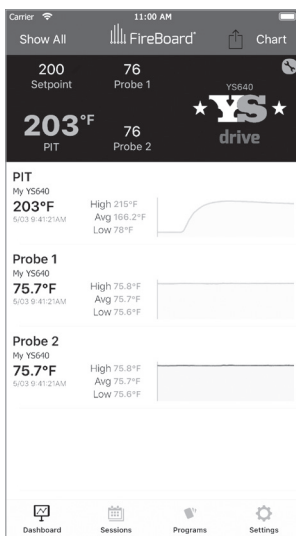 Carrier 11:00 AM
Show All FireBoard Chart
200 76
Setpoint Probe 1
YS640
YS
drive
203°F
PIT
76
Probe 2
PIT
My YS640
203°F
5/03 9:41:21AM
High 215°F
Avg 166.2°F
Low 78°F
Probe 1
My YS640
75.7°F
5/03 9:41:21AM
High 75.8°F
Avg 75.7°F
Low 75.6°F
Probe 2
My YS640
75.7°F
5/03 9:41:21AM
High 75.8°F
Avg 75.7°F
Low 75.6°F
Dashboard Sessions Programs Settings